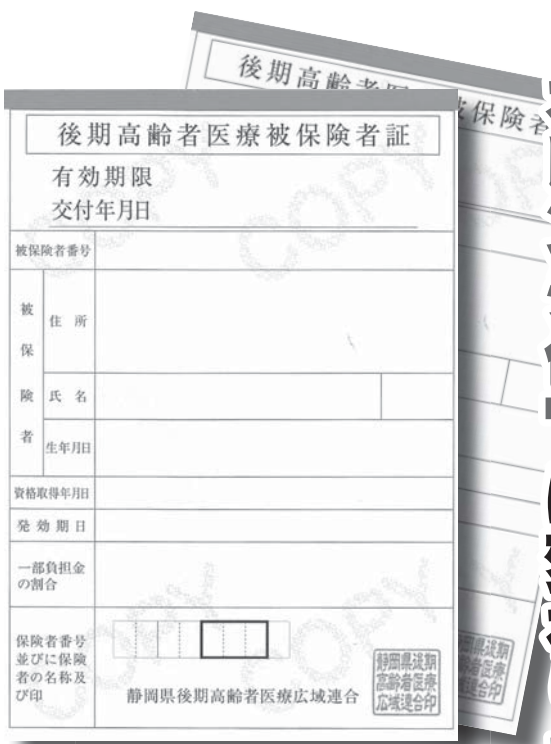 後期高齢者医療被保険者証
有効期限
交付年月日
被保険者番号
被保険者
住所
氏名
生年月日
資格取得年月日
発効期日
一部負担金
の割合
保険者番号
並びに保険
者の名称及
び印
静岡県後期高齢者医療広域連合
静岡県後期
高齢者医療
広域連合印
COPY
COPY
COPY
COPY
後期高齢者
被保険者